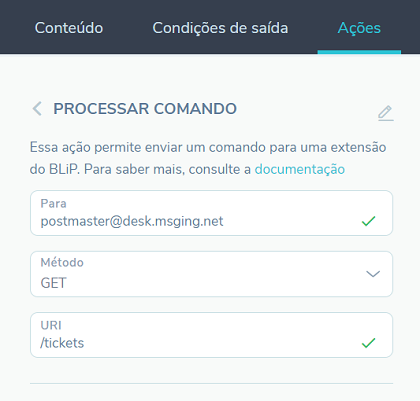 Conteúdo Condições de saída Ações
PROCESSAR COMANDO
Essa ação permite enviar um comando para uma extensão
do BLiP. Para saber mais, consulte a documentação
Para
postmaster@desk.msging.net
Método
GET
URI
/tickets